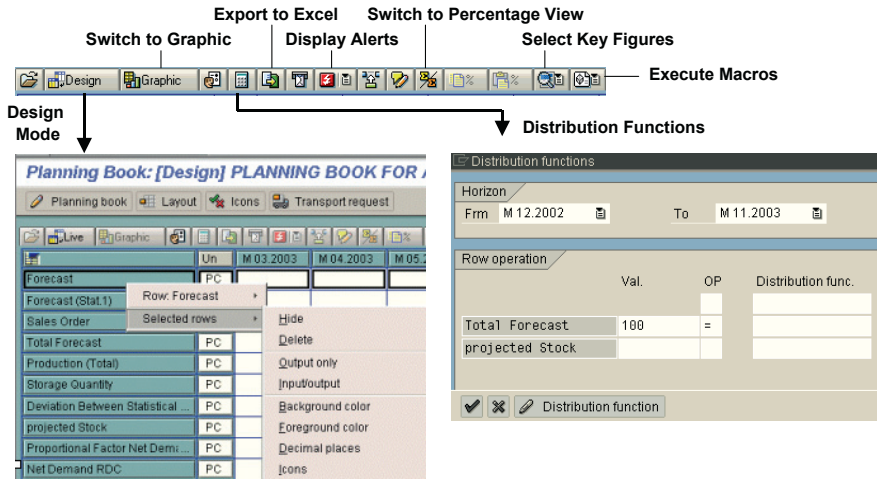 Export to Excel Switch to Percentage View
Switch to Graphic Display Alerts Select Key Figures
Design Graphic Execute Macros
Design
Mode
Distribution Functions
Planning Book: [Design] PLANNING BOOK FOR
Planning book Layout Icons Transport request
Live Graphic
Un M 03.2003 M 04.2003 M 05.2
Forecast PC
Forecast (Stat.1)
Sales Order
Total Forecast PC
Production (Total) PC
Storage Quantity PC
Deviation Between Statistical ... PC
projected Stock PC
Proportional Factor Net Dema... PC
Net Demand RDC PC
Row: Forecast
Selected rows
Hide
Delete
Output only
Input/output
Background color
Foreground color
Decimal places
Icons
Distribution functions
Horizon
Frm M 12.2002 To M 11.2003
Row operation
Val. OP Distribution func.
Total Forecast 100 =
projected Stock
Distribution function